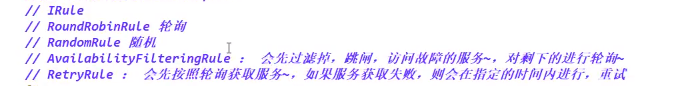 // IRule
// RoundRobinRule 轮询
// RandomRule 随机
// AvailabilityFilteringRule : 会先过滤掉，跳闸，访问故障的服务~，对剩下的进行轮询~
// RetryRule : 会先按照轮询获取服务~，如果服务获取失败，则会在指定的时间内进行，重试